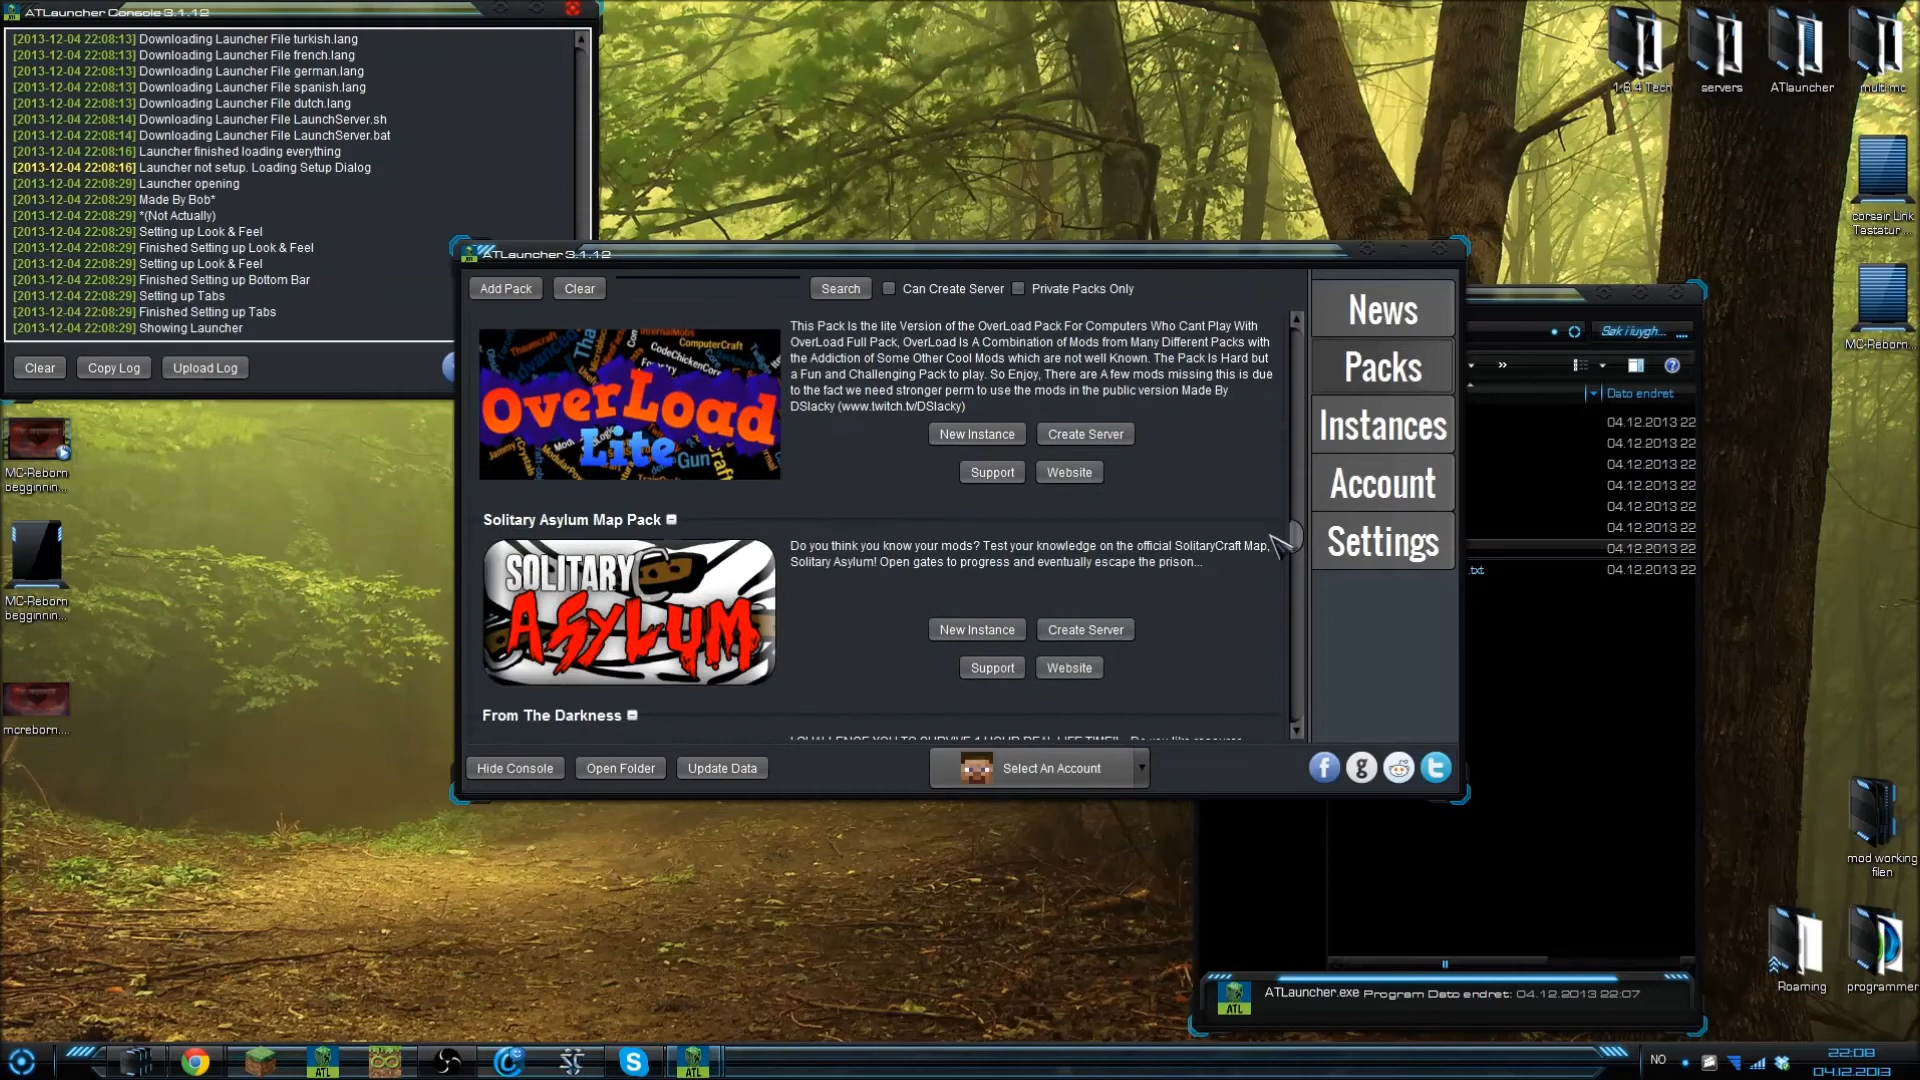 ATLauncher Console 3.1.12
[2013-12-04 22:08:13] Downloading Launcher File turkish.lang
[2013-12-04 22:08:13] Downloading Launcher File french.lang
[2013-12-04 22:08:13] Downloading Launcher File german.lang
[2013-12-04 22:08:13] Downloading Launcher File spanish.lang
[2013-12-04 22:08:13] Downloading Launcher File dutch.lang
[2013-12-04 22:08:14] Downloading Launcher File LaunchServer.sh
[2013-12-04 22:08:14] Downloading Launcher File LaunchServer.bat
[2013-12-04 22:08:16] Launcher finished loading everything
[2013-12-04 22:08:16] Launcher not setup. Loading Setup Dialog
[2013-12-04 22:08:29] Launcher opening
[2013-12-04 22:08:29] Made By Bob*
[2013-12-04 22:08:29] *(Not Actually)
[2013-12-04 22:08:29] Setting up Look & Feel
[2013-12-04 22:08:29] Finished Setting up Look & Feel
[2013-12-04 22:08:29] Setting up Look & Feel
[2013-12-04 22:08:29] Finished Setting up Bottom Bar
[2013-12-04 22:08:29] Setting up Tabs
[2013-12-04 22:08:29] Finished Setting up Tabs
[2013-12-04 22:08:29] Showing Launcher
Clear Copy Log Upload Log
ATLauncher 3.1.12
Add Pack Clear Search Can Create Server Private Packs Only
CodeChickenCor
ComputerCraft
OverLoad
Lite
Gun
This Pack Is the lite Version of the OverLoad Pack For Computers Who Cant Play With
OverLoad Full Pack, OverLoad Is A Combination of Mods from Many Different Packs with
the Addiction of Some Other Cool Mods which are not well Known. The Pack Is Hard but
a Fun and Challenging Pack to play. So Enjoy, There are A few mods missing this is due
to the fact we need stronger perm to use the mods in the public version Made By
DSlacky (www.twitch.tv/DSlacky)
New Instance Create Server
Support Website
Solitary Asylum Map Pack
SOLITARY
ASYLUM
Do you think you know your mods? Test your knowledge on the official SolitaryCraft Map,
Solitary Asylum! Open gates to progress and eventually escape the prison...
New Instance Create Server
Support Website
From The Darkness
Hide Console Open Folder Update Data Select An Account
News
Packs
Instances
Account
Settings
Søk i iuygh...
Dato endret
04.12.2013 22
04.12.2013 22
04.12.2013 22
04.12.2013 22
04.12.2013 22
04.12.2013 22
04.12.2013 22
.txt 04.12.2013 22
ATL
ATLauncher.exe Program Dato endret: 04.12.2013 22:07
1.6.4 Tech
servers
ATlauncher
multi mc
corsair Link
Tastatur ...
MC-Reborn...
mod working
filen
Roaming
programmer
MC-Reborn
begginnin...
MC-Reborn
begginnin...
mcreborn....
ATL
ATL
NO
22:08
04.12.2013